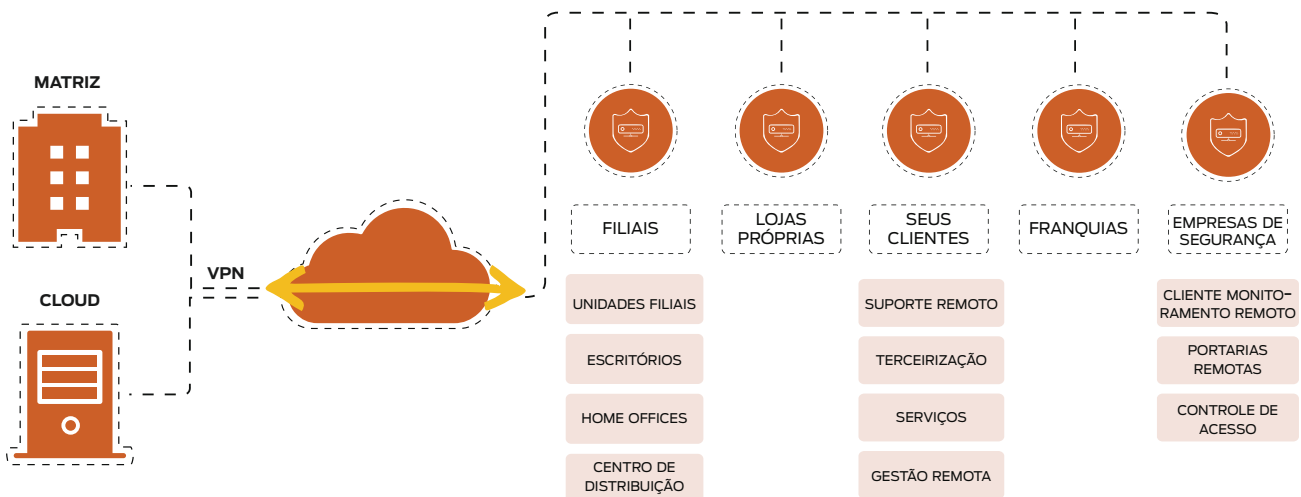 MATRIZ
CLOUD
VPN
FILIAIS
UNIDADES FILIAIS
ESCRITÓRIOS
HOME OFFICES
CENTRO DE
DISTRIBUIÇÃO
LOJAS
PRÓPRIAS
SEUS
CLIENTES
SUPORTE REMOTO
TERCEIRIZAÇÃO
SERVIÇOS
GESTÃO REMOTA
FRANQUIAS
EMPRESAS DE
SEGURANÇA
CLIENTE MONITO-
RAMENTO REMOTO
PORTARIAS
REMOTAS
CONTROLE DE
ACESSO